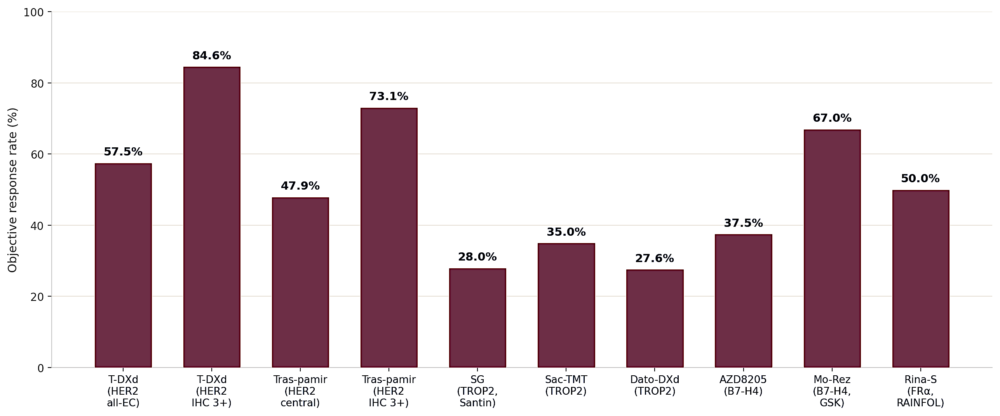 Objective response rate (%)
100
80
60
40
20
0
57.5%
84.6%
47.9%
73.1%
28.0%
35.0%
27.6%
37.5%
67.0%
50.0%
T-DXd
(HER2
all-EC)
T-DXd
(HER2
IHC 3+)
Tras-pamir
(HER2
central)
Tras-pamir
(HER2
IHC 3+)
SG
(TROP2,
Santin)
Sac-TMT
(TROP2)
Dato-DXd
(TROP2)
AZD8205
(B7-H4)
Mo-Rez
(B7-H4,
GSK)
Rina-S
(FRα,
RAINFOL)